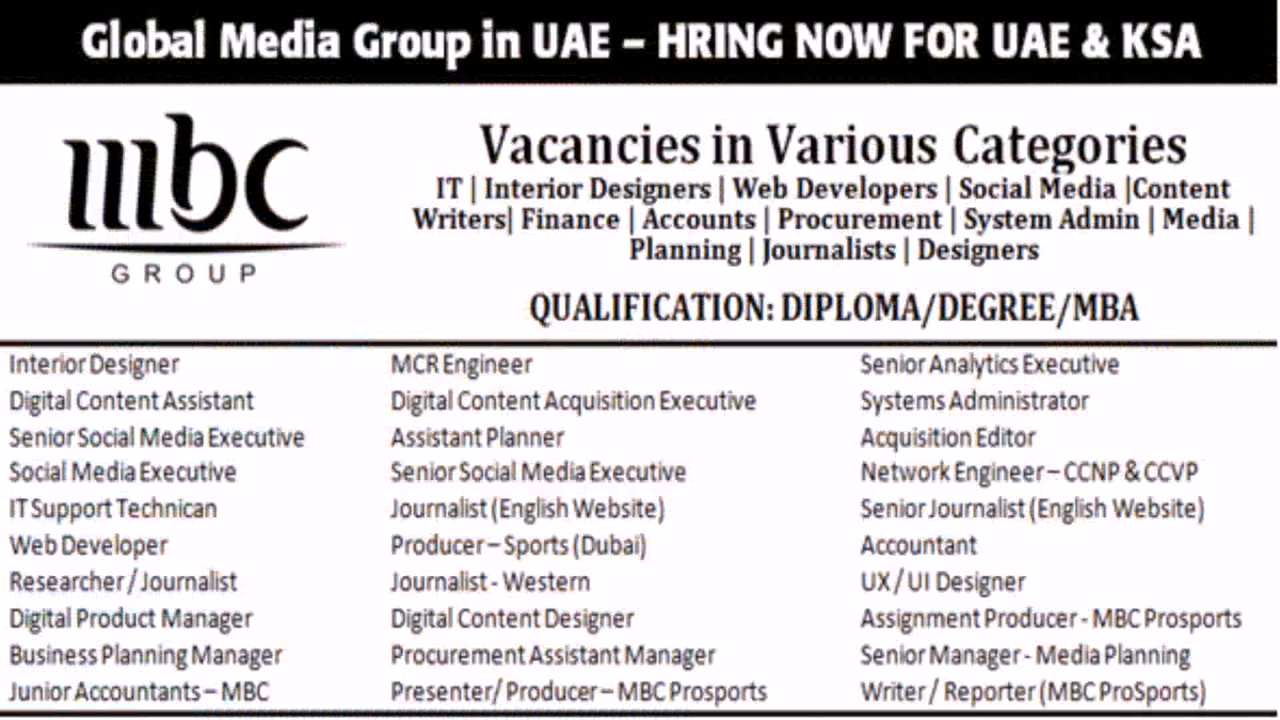 Global Media Group in UAE – HRING NOW FOR UAE & KSA
mbc
GROUP
Vacancies in Various Categories
IT | Interior Designers | Web Developers | Social Media |Content
Writers| Finance | Accounts | Procurement | System Admin | Media |
Planning | Journalists | Designers
QUALIFICATION: DIPLOMA/DEGREE/MBA
Interior Designer
Digital Content Assistant
Senior Social Media Executive
Social Media Executive
IT Support Technican
Web Developer
Researcher / Journalist
Digital Product Manager
Business Planning Manager
Junior Accountants – MBC
MCR Engineer
Digital Content Acquisition Executive
Assistant Planner
Senior Social Media Executive
Journalist (English Website)
Producer – Sports (Dubai)
Journalist - Western
Digital Content Designer
Procurement Assistant Manager
Presenter/ Producer – MBC Prosports
Senior Analytics Executive
Systems Administrator
Acquisition Editor
Network Engineer – CCNP & CCVP
Senior Journalist (English Website)
Accountant
UX / UI Designer
Assignment Producer - MBC Prosports
Senior Manager - Media Planning
Writer / Reporter (MBC ProSports)